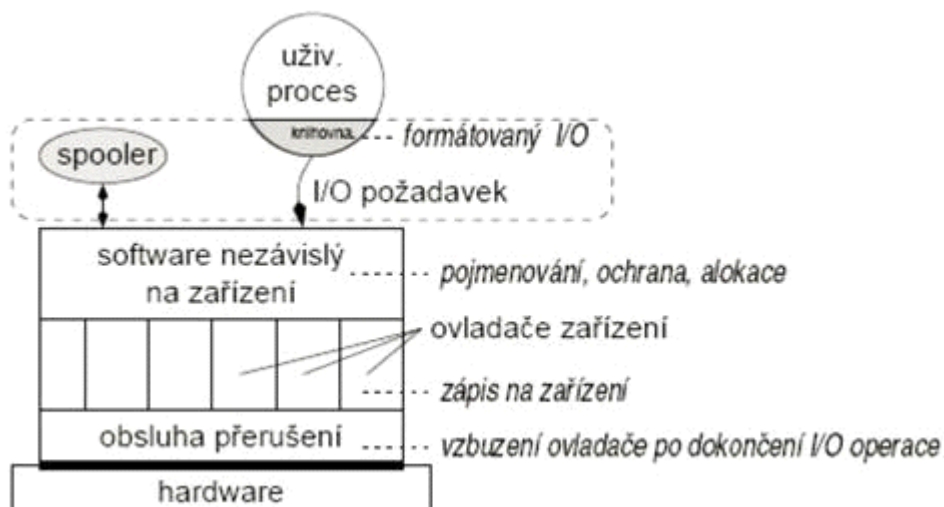 uživ.
proces
knihovna
formátovaný I/O
spooler
I/O požadavek
software nezávislý
na zařízení
pojmenování, ochrana, alokace
ovladače zařízení
zápis na zařízení
obsluha přerušení
vzbuzení ovladače po dokončení I/O operace
hardware